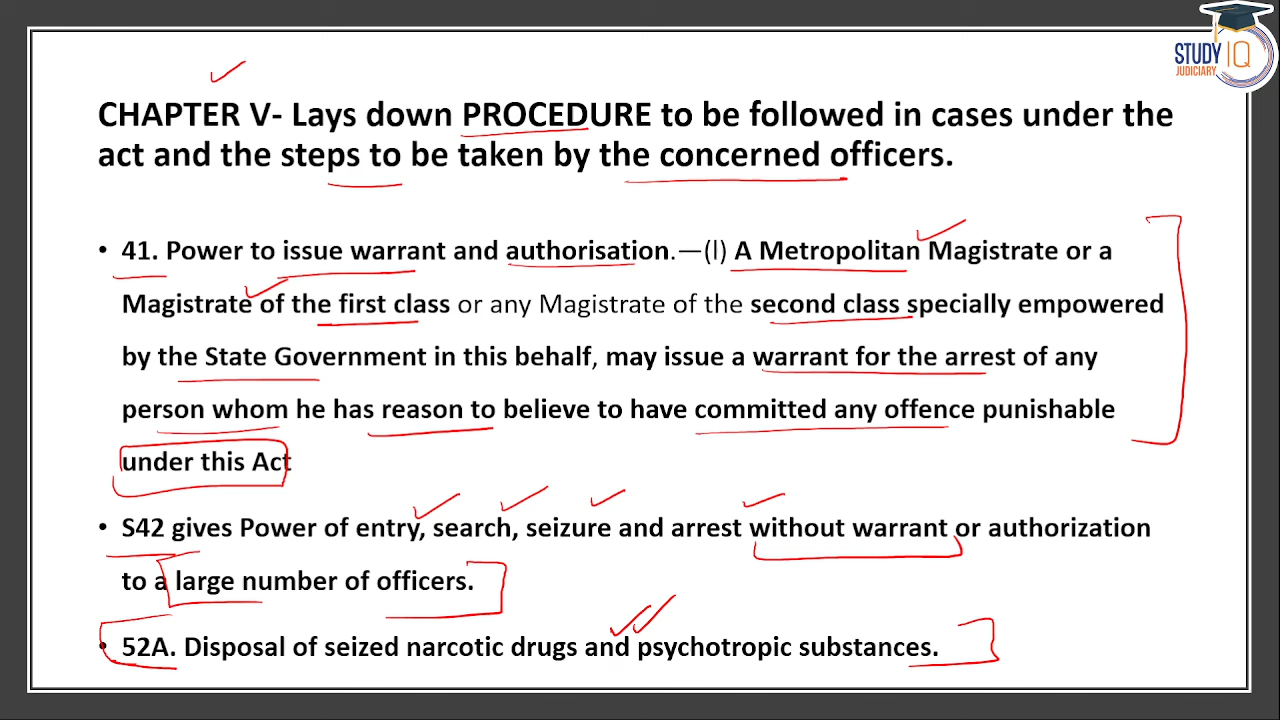 STUDY IQ
JUDICIARY
CHAPTER V- Lays down PROCEDURE to be followed in cases under the
act and the steps to be taken by the concerned officers.
• 41. Power to issue warrant and authorisation.—(l) A Metropolitan Magistrate or a
Magistrate of the first class or any Magistrate of the second class specially empowered
by the State Government in this behalf, may issue a warrant for the arrest of any
person whom he has reason to believe to have committed any offence punishable
under this Act
• S42 gives Power of entry, search, seizure and arrest without warrant or authorization
to a large number of officers.
• 52A. Disposal of seized narcotic drugs and psychotropic substances.